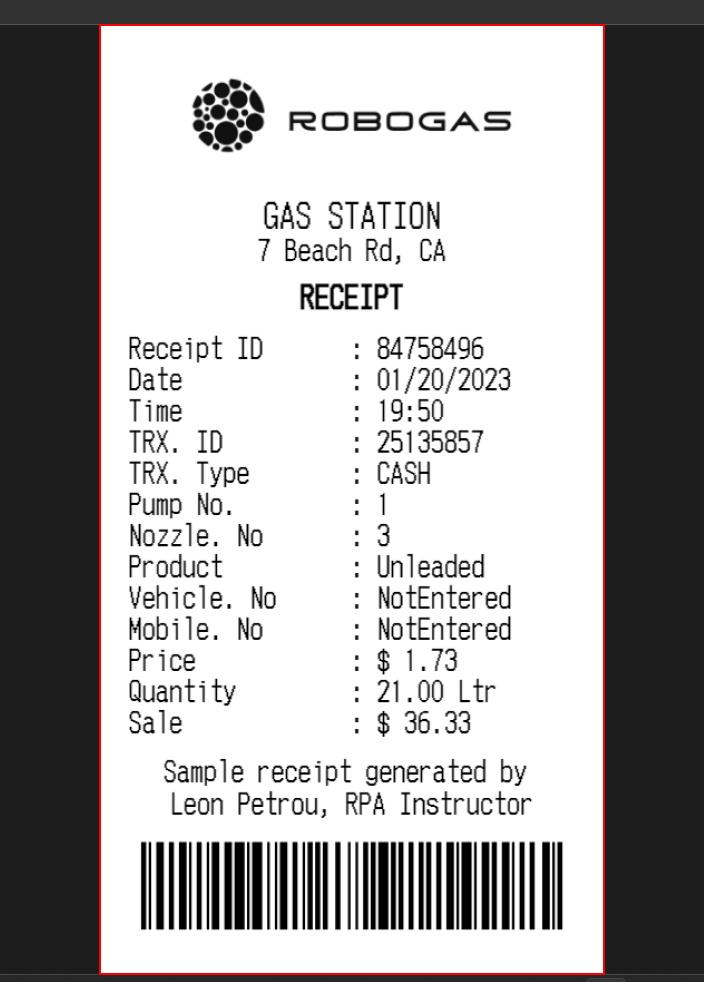 ROBOGAS
GAS STATION
7 Beach Rd, CA
RECEIPT
Receipt ID : 84758496
Date : 01/20/2023
Time : 19:50
TRX. ID : 25135857
TRX. Type : CASH
Pump No. : 1
Nozzle. No : 3
Product : Unleaded
Vehicle. No : NotEntered
Mobile. No : NotEntered
Price : $ 1.73
Quantity : 21.00 Ltr
Sale : $ 36.33
Sample receipt generated by
Leon Petrou, RPA Instructor